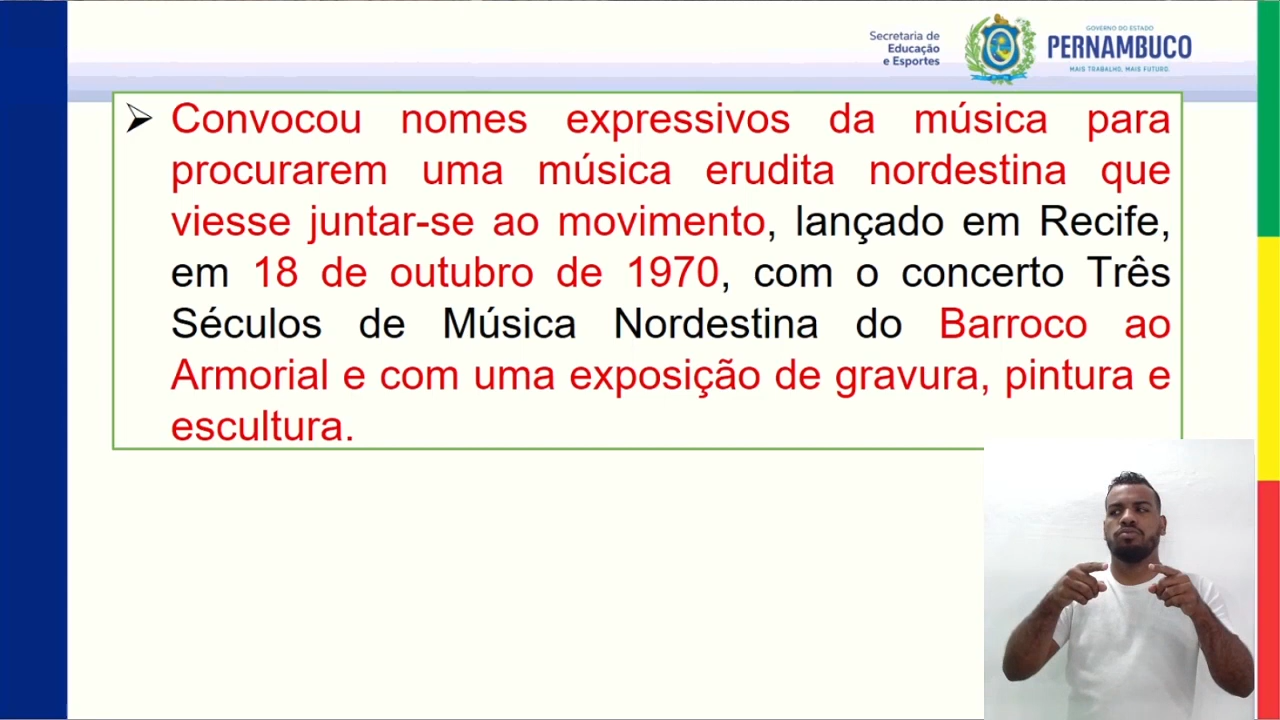 Secretaria de
Educação
e Esportes
GOVERNO DO ESTADO
PERNAMBUCO
MAIS TRABALHO, MAIS FUTURO.
Convocou nomes expressivos da música para
procurarem uma música erudita nordestina que
viesse juntar-se ao movimento, lançado em Recife,
em 18 de outubro de 1970, com o concerto Três
Séculos de Música Nordestina do Barroco ao
Armorial e com uma exposição de gravura, pintura e
escultura.